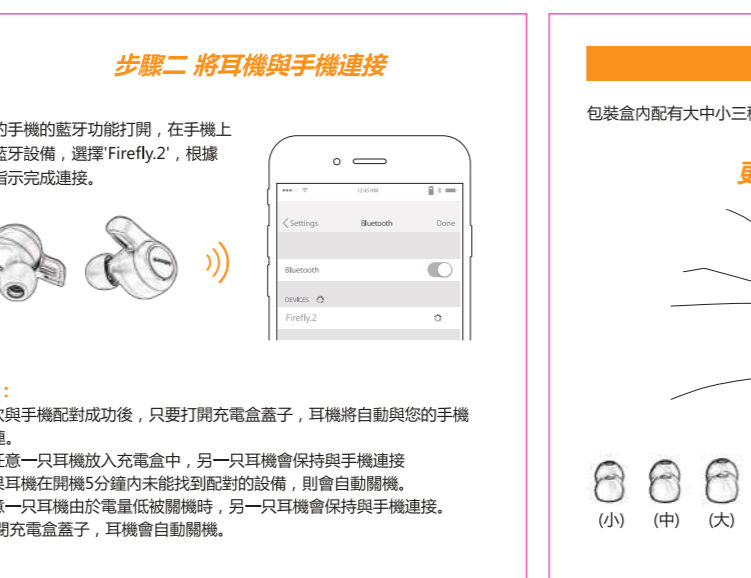 步驟二 將耳機與手機連接
的手機的藍牙功能打開，在手機上
藍牙設備，選擇'Firefly.2'，根據
指示完成連接。
12:45 AM
Settings
Bluetooth
Done
Bluetooth
DEVICES
Firefly.2
：
次與手機配對成功後，只要打開充電盒蓋子，耳機將自動與您的手機
連。
任意一只耳機放入充電盒中，另一只耳機會保持與手機連接
果耳機在開機5分鐘內未能找到配對的設備，則會自動關機。
意一只耳機由於電量低被關機時，另一只耳機會保持與手機連接。
閉充電盒蓋子，耳機會自動關機。
包裝盒內配有大中小三種
(小)
(中)
(大)